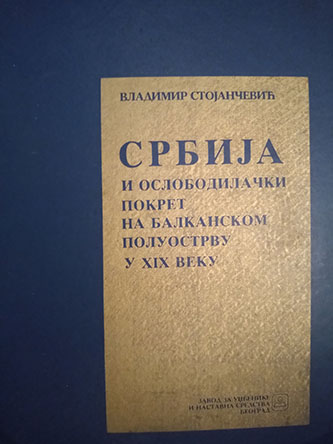 ВЛАДИМИР СТОЈАНЧЕВИЋ
СРБИЈА
И ОСЛОБОДИЛАЧКИ
ПОКРЕТ
НА БАЛКАНСКОМ
ПОЛУОСТРВУ
У XIX ВЕКУ
ЗАВОД ЗА УЏБЕНИКЕ
И НАСТАВНА СРЕДСТВА
БЕОГРАД